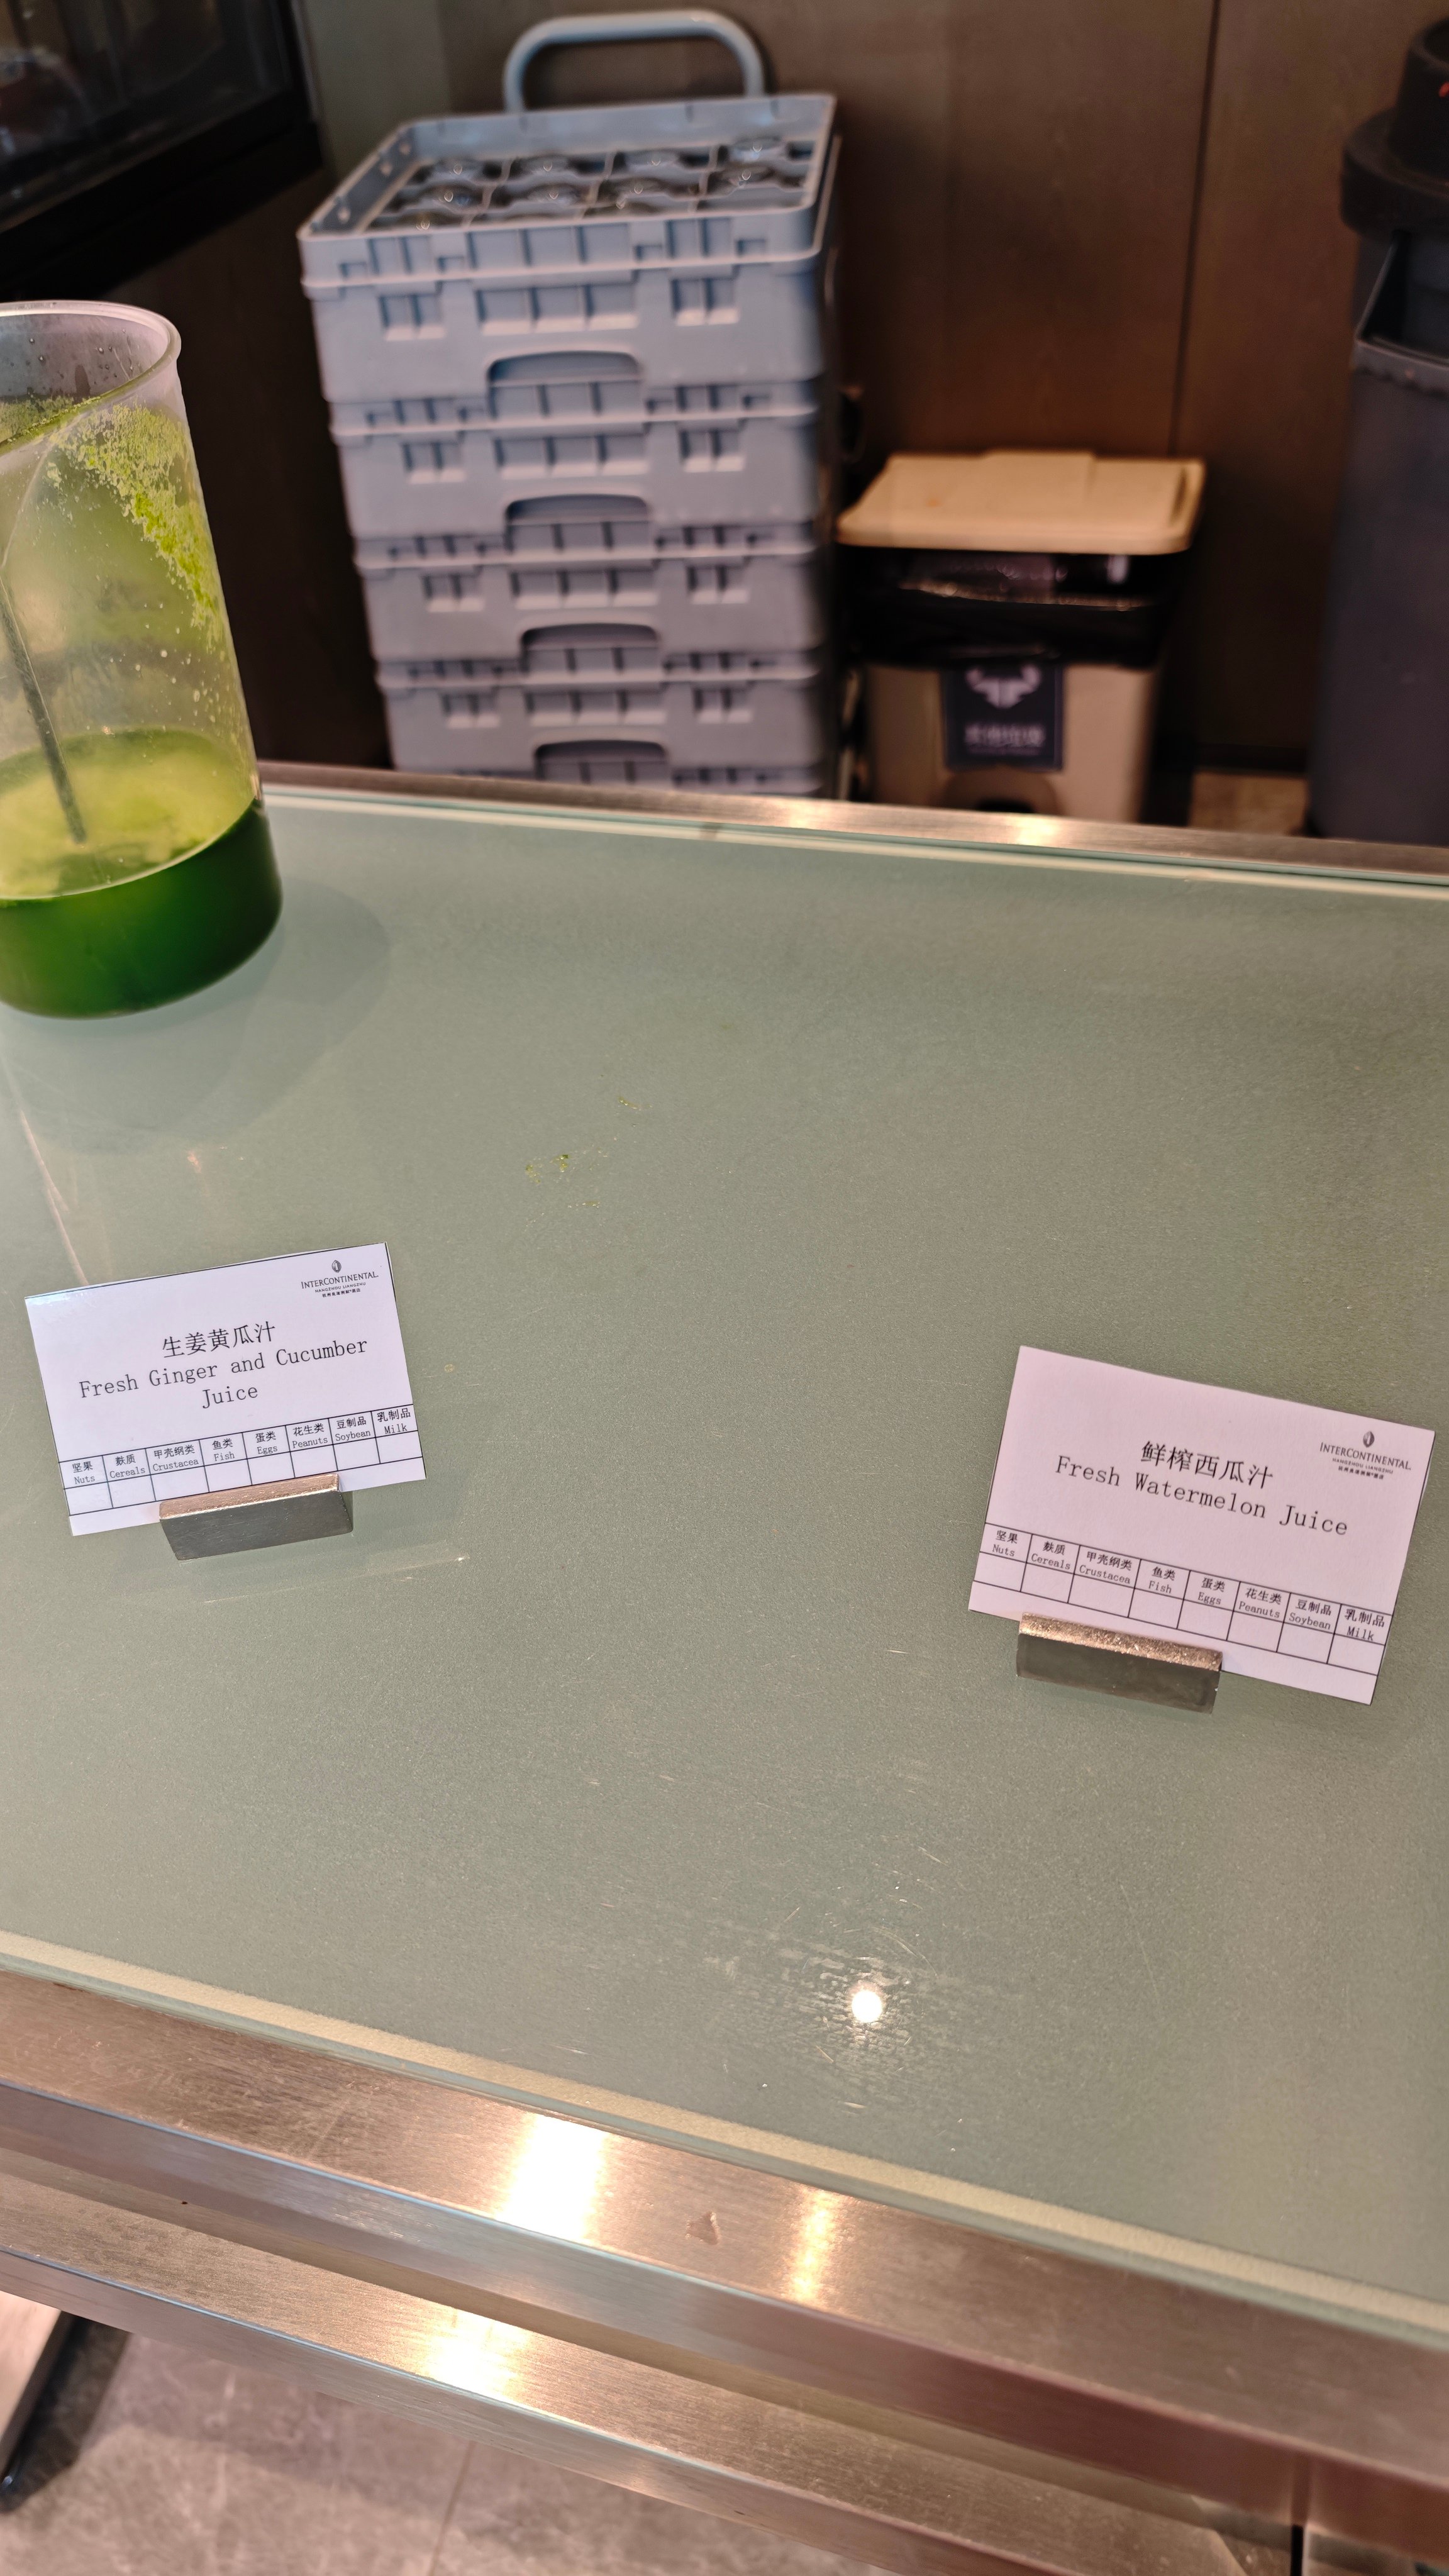 INTERCONTINENTAL
HANGZHOU LIANGZHU
生姜黄瓜汁
Fresh Ginger and Cucumber
Juice
坚果 麸质 甲壳纲类 鱼类 蛋类 花生类 豆制品 乳制品
Nuts Cereals Crustacea Fish Eggs Peanuts Soybean Milk
INTERCONTINENTAL
HANGZHOU LIANGZHU
鲜榨西瓜汁
Fresh Watermelon Juice
坚果 麸质 甲壳纲类 鱼类 蛋类 花生类 豆制品 乳制品
Nuts Cereals Crustacea Fish Eggs Peanuts Soybean Milk